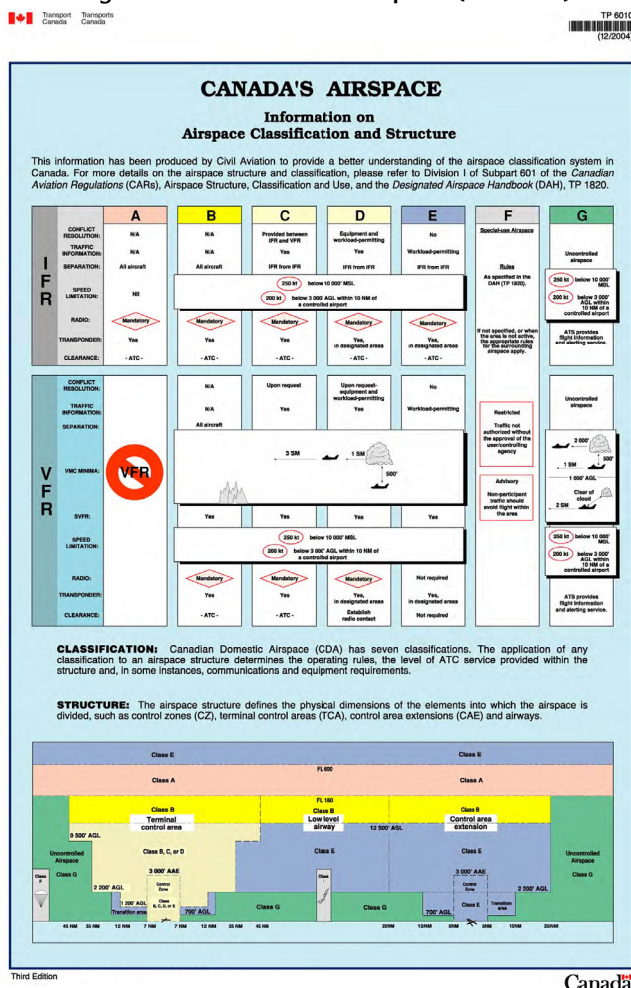 Transport Transports
Canada Canada
TP 6010
(12/2004)
CANADA'S AIRSPACE
Information on
Airspace Classification and Structure
This information has been produced by Civil Aviation to provide a better understanding of the airspace classification system in
Canada. For more details on the airspace structure and classification, please refer to Division I of Subpart 601 of the Canadian
Aviation Regulations (CARs), Airspace Structure, Classification and Use, and the Designated Airspace Handbook (DAH), TP 1820.
A B C D E F G
IFR
CONFLICT RESOLUTION: N/A N/A Provided between IFR and VFR Equipment and workload-permitting No
TRAFFIC INFORMATION: N/A N/A Yes Yes Workload-permitting
SEPARATION: All aircraft All aircraft IFR from IFR IFR from IFR IFR from IFR
SPEED LIMITATION: Nil 250 kt below 10 000' MSL
200 kt below 3 000' AGL within 10 NM of
a controlled airport
RADIO: Mandatory Mandatory Mandatory Mandatory Mandatory
TRANSPONDER: Yes Yes Yes Yes, in designated areas Yes, in designated areas
CLEARANCE: - ATC - - ATC - - ATC - - ATC - - ATC -
Special-use Airspace
Rules
As specified in the
DAH (TP 1820).
If not specified, or when
the area is not active,
the appropriate rules
for the surrounding
airspace apply.
Uncontrolled
airspace
250 kt below 10 000'
MSL
200 kt below 3 000'
AGL within
10 NM of a
controlled airport
ATS provides
flight information
and alerting service.
VFR
CONFLICT RESOLUTION: N/A Upon request Upon request-equipment and workload-permitting No
TRAFFIC INFORMATION: N/A Yes Yes Workload-permitting
SEPARATION: All aircraft
VMC MINIMA: VFR
3 SM 1 SM
500'
SVFR: Yes Yes Yes Yes
SPEED LIMITATION: 250 kt below 10 000' MSL
200 kt below 3 000' AGL within 10 NM of
a controlled airport
RADIO: Mandatory Mandatory Mandatory Not required
TRANSPONDER: Yes Yes Yes, in designated areas Yes, in designated areas
CLEARANCE: - ATC - - ATC - Establish radio contact Not required
Restricted
Traffic not
authorized without
the approval of the
user/controlling
agency
Advisory
Non-participant
traffic should
avoid flight within
the area
Uncontrolled
airspace
2 000'
500'
1 SM
1 000' AGL
Clear of
cloud
2 SM
250 kt below 10 000'
MSL
200 kt below 3 000'
AGL within
10 NM of a
controlled airport
ATS provides
flight information
and alerting service.
CLASSIFICATION: Canadian Domestic Airspace (CDA) has seven classifications. The application of any
classification to an airspace structure determines the operating rules, the level of ATC service provided within the
structure and, in some instances, communications and equipment requirements.
STRUCTURE: The airspace structure defines the physical dimensions of the elements into which the airspace is
divided, such as control zones (CZ), terminal control areas (TCA), control area extensions (CAE) and airways.
Class E Class E
FL 600
Class A Class A
FL 180
Class B Class B Class B
Terminal
control area
Low level
airway
Control area
extension
12 500' ASL
9 500' AGL
Uncontrolled
Airspace
Class G
Class B, C, or D
Class E
Class E
Uncontrolled
Airspace
Class G
Class
F
3 000' AAE
Control
Zone
Class
B, C, D, or E
2 200' AGL
1 200' AGL
Transition area
700' AGL
Class G
Class
Class G
3 000' AAE
Control
Zone
Class E
700' AGL
Transition
area
2 200' AGL
45 NM 35 NM 12 NM 7 NM 7 NM 12 NM 35 NM 45 NM 25NM 15NM 5NM 5NM 15NM 25NM
Third Edition
Canada